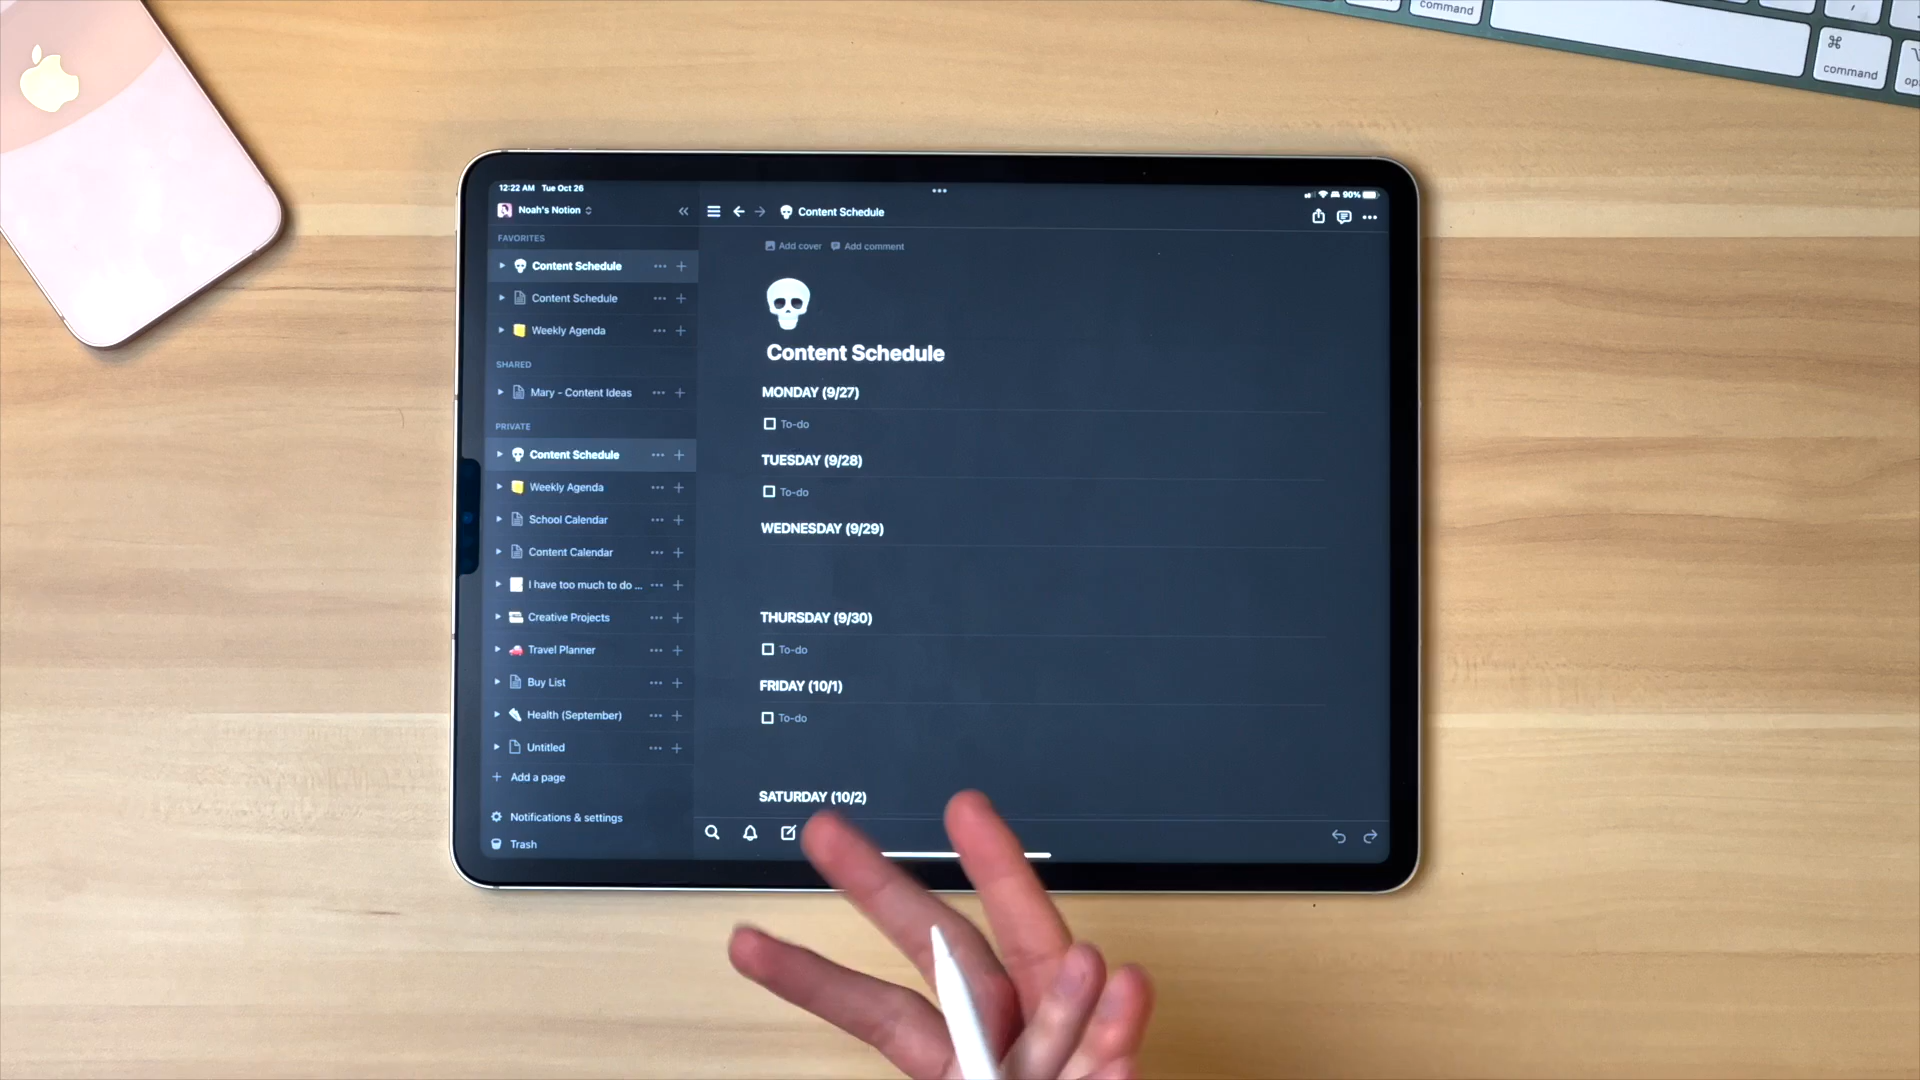 command
⌘
command
12:22 AM Tue Oct 26
90%
Noah's Notion
Content Schedule
FAVORITES
Content Schedule
Content Schedule
Weekly Agenda
SHARED
Mary - Content Ideas
PRIVATE
Content Schedule
Weekly Agenda
School Calendar
Content Calendar
I have too much to do ...
Creative Projects
Travel Planner
Buy List
Health (September)
Untitled
Add a page
Notifications & settings
Trash
Add cover
Add comment
Content Schedule
MONDAY (9/27)
To-do
TUESDAY (9/28)
To-do
WEDNESDAY (9/29)
THURSDAY (9/30)
To-do
FRIDAY (10/1)
To-do
SATURDAY (10/2)